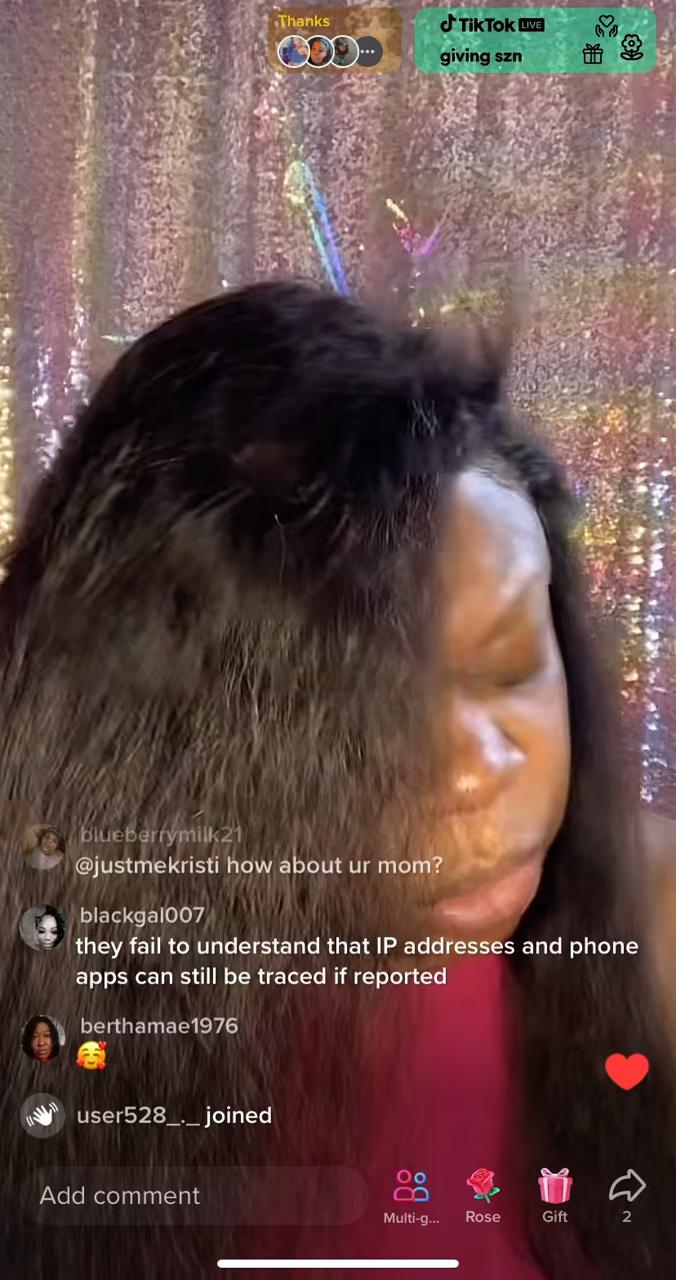 Thanks
TikTok LIVE
giving szn
blueberrymilk21
@justmekristi how about ur mom?
blackgal007
they fail to understand that IP addresses and phone
apps can still be traced if reported
berthamae1976
🥰
user528_._ joined
Add comment
Multi-g...
Rose
Gift
2